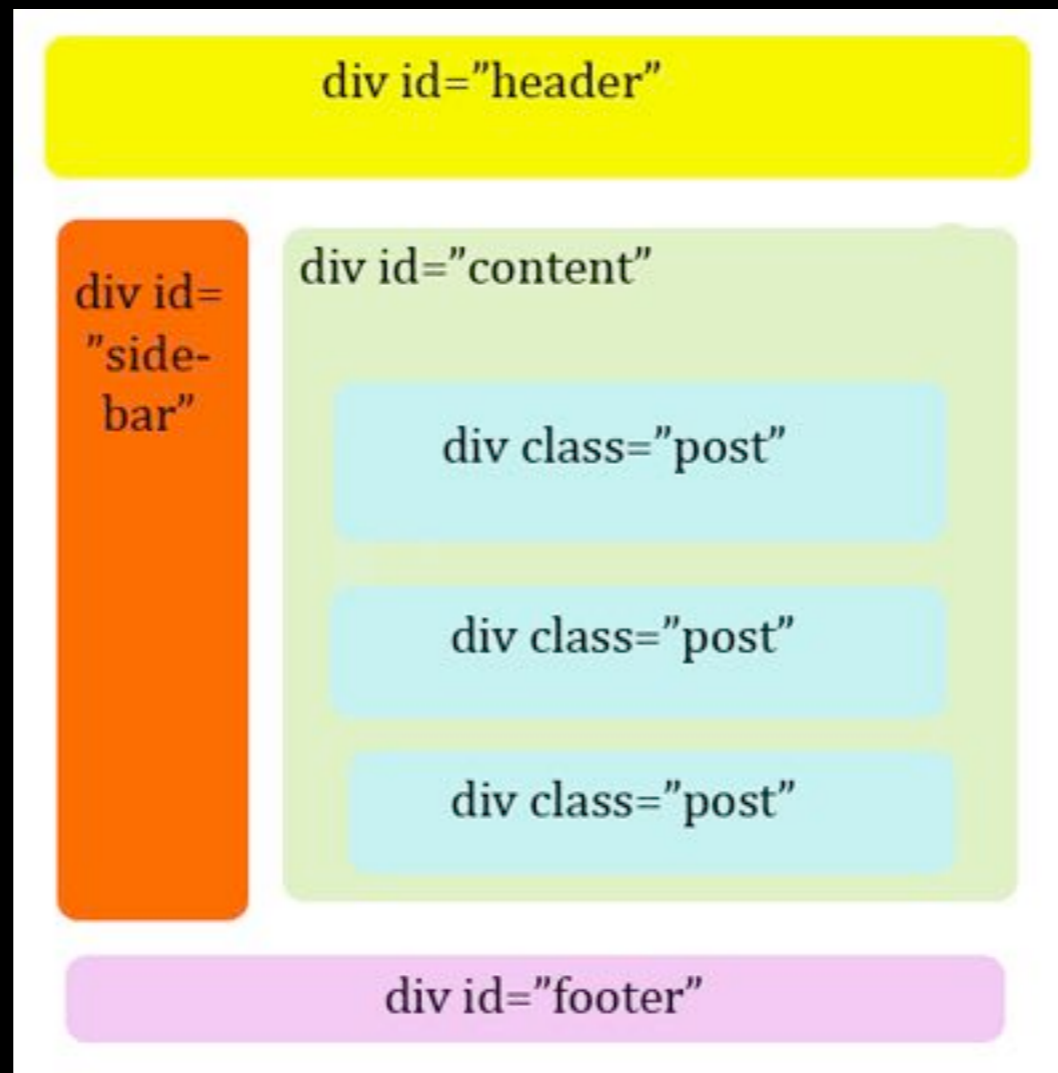 div id=”header”
div id=
”side-
bar”
div id=”content”
div class=”post”
div class=”post”
div class=”post”
div id=”footer”